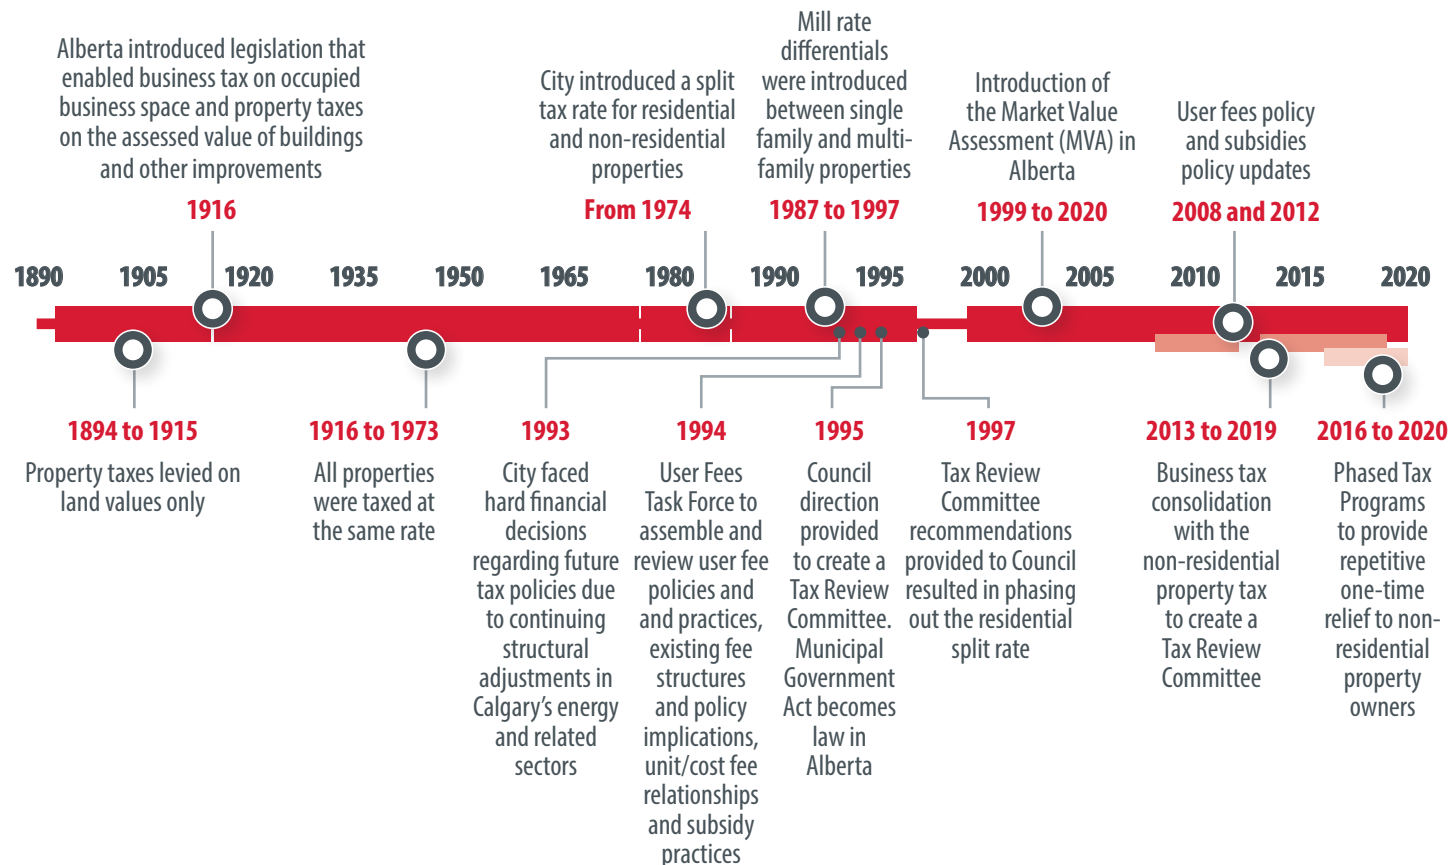 Alberta introduced legislation that
enabled business tax on occupied
business space and property taxes
on the assessed value of buildings
and other improvements
1916
City introduced a split
tax rate for residential
and non-residential
properties
From 1974
Mill rate
differentials
were introduced
between single
family and multi-
family properties
1987 to 1997
Introduction of
the Market Value
Assessment (MVA) in
Alberta
1999 to 2020
User fees policy
and subsidies
policy updates
2008 and 2012
1890 1905 1920 1935 1950 1965 1980 1990 1995 2000 2005 2010 2015 2020
1894 to 1915
Property taxes levied on
land values only
1916 to 1973
All properties
were taxed at
the same rate
1993
City faced
hard financial
decisions
regarding future
tax policies due
to continuing
structural
adjustments in
Calgary's energy
and related
sectors
1994
User Fees
Task Force to
assemble and
review user fee
policies and
and practices,
existing fee
structures
and policy
implications,
unit/cost fee
relationships
and subsidy
practices
1995
Council
direction
provided
to create a
Tax Review
Committee.
Municipal
Government
Act becomes
law in
Alberta
1997
Tax Review
Committee
recommendations
provided to Council
resulted in phasing
out the residential
split rate
2013 to 2019
Business tax
consolidation
with the
non-residential
property tax
to create a
Tax Review
Committee
2016 to 2020
Phased Tax
Programs
to provide
repetitive
one-time
relief to non-
residential
property
owners